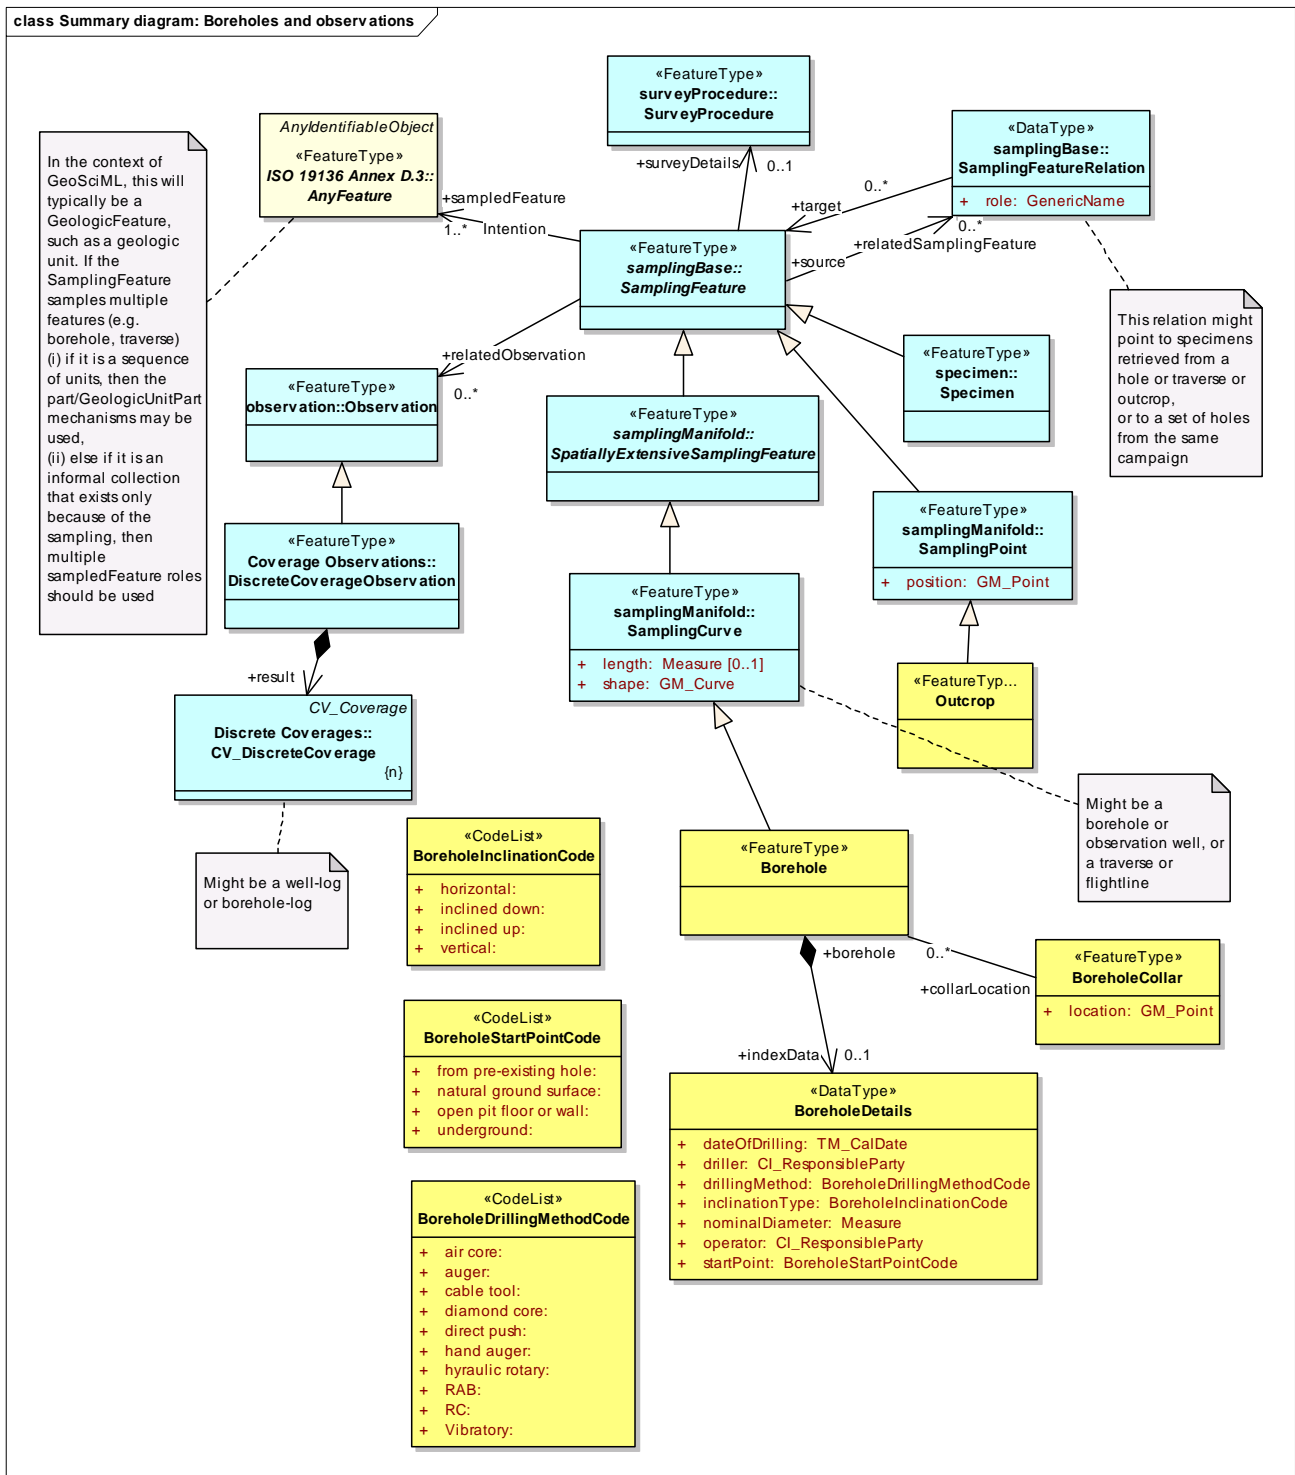 class Summary diagram: Boreholes and observations
«FeatureType»
surveyProcedure::
SurveyProcedure
+surveyDetails
0..1
AnyIdentifiableObject
«FeatureType»
ISO 19136 Annex D.3::
AnyFeature
+sampledFeature
1..*
Intention
«DataType»
samplingBase::
SamplingFeatureRelation
+ role: GenericName
0..*
+target
0..*
+relatedSamplingFeature
+source
In the context of
GeoSciML, this will
typically be a
GeologicFeature,
such as a geologic
unit. If the
SamplingFeature
samples multiple
features (e.g.
borehole, traverse)
(i) if it is a sequence
of units, then the
part/GeologicUnitPart
mechanisms may be
used,
(ii) else if it is an
informal collection
that exists only
because of the
sampling, then
multiple
sampledFeature roles
should be used
«FeatureType»
samplingBase::
SamplingFeature
This relation might
point to specimens
retrieved from a
hole or traverse or
outcrop,
or to a set of holes
from the same
campaign
+relatedObservation
0..*
«FeatureType»
observation::Observation
«FeatureType»
specimen::
Specimen
«FeatureType»
samplingManifold::
SpatiallyExtensiveSamplingFeature
«FeatureType»
samplingManifold::
SamplingPoint
+ position: GM_Point
«FeatureType»
Coverage Observations::
DiscreteCoverageObservation
«FeatureType»
samplingManifold::
SamplingCurve
+ length: Measure [0..1]
+ shape: GM_Curve
+result
CV_Coverage
Discrete Coverages::
CV_DiscreteCoverage
{n}
«FeatureTyp...
Outcrop
Might be a
borehole or
observation well, or
a traverse or
flightline
Might be a well-log
or borehole-log
«CodeList»
BoreholeInclinationCode
+ horizontal:
+ inclined down:
+ inclined up:
+ vertical:
«FeatureType»
Borehole
+borehole
0..*
+collarLocation
«FeatureType»
BoreholeCollar
+ location: GM_Point
«CodeList»
BoreholeStartPointCode
+ from pre-existing hole:
+ natural ground surface:
+ open pit floor or wall:
+ underground:
+indexData
0..1
«DataType»
BoreholeDetails
+ dateOfDrilling: TM_CalDate
+ driller: CI_ResponsibleParty
+ drillingMethod: BoreholeDrillingMethodCode
+ inclinationType: BoreholeInclinationCode
+ nominalDiameter: Measure
+ operator: CI_ResponsibleParty
+ startPoint: BoreholeStartPointCode
«CodeList»
BoreholeDrillingMethodCode
+ air core:
+ auger:
+ cable tool:
+ diamond core:
+ direct push:
+ hand auger:
+ hyraulic rotary:
+ RAB:
+ RC:
+ Vibratory: